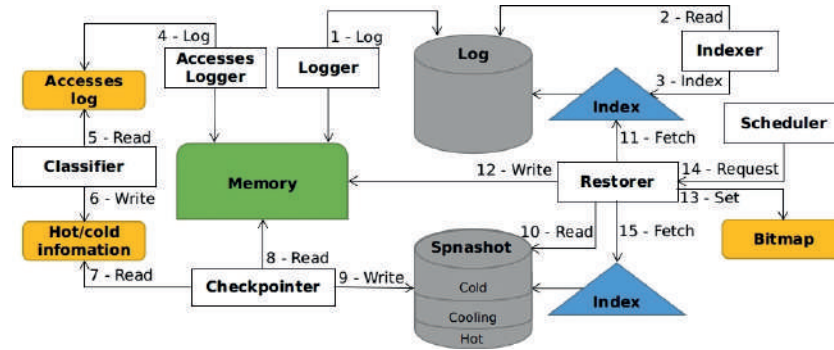 4 - Log
1 - Log
2 - Read
Accesses
Logger
Logger
Log
Indexer
Accesses
log
3 - Index
Index
5 - Read
11 - Fetch
Scheduler
Classifier
12 - Write
14 - Request
Memory
Restorer
6 - Write
13 - Set
Hot/cold
infomation
10 - Read
15 - Fetch
Bitmap
Spnashot
8 - Read
7 - Read
Checkpointer
9 - Write
Cold
Index
Cooling
Hot